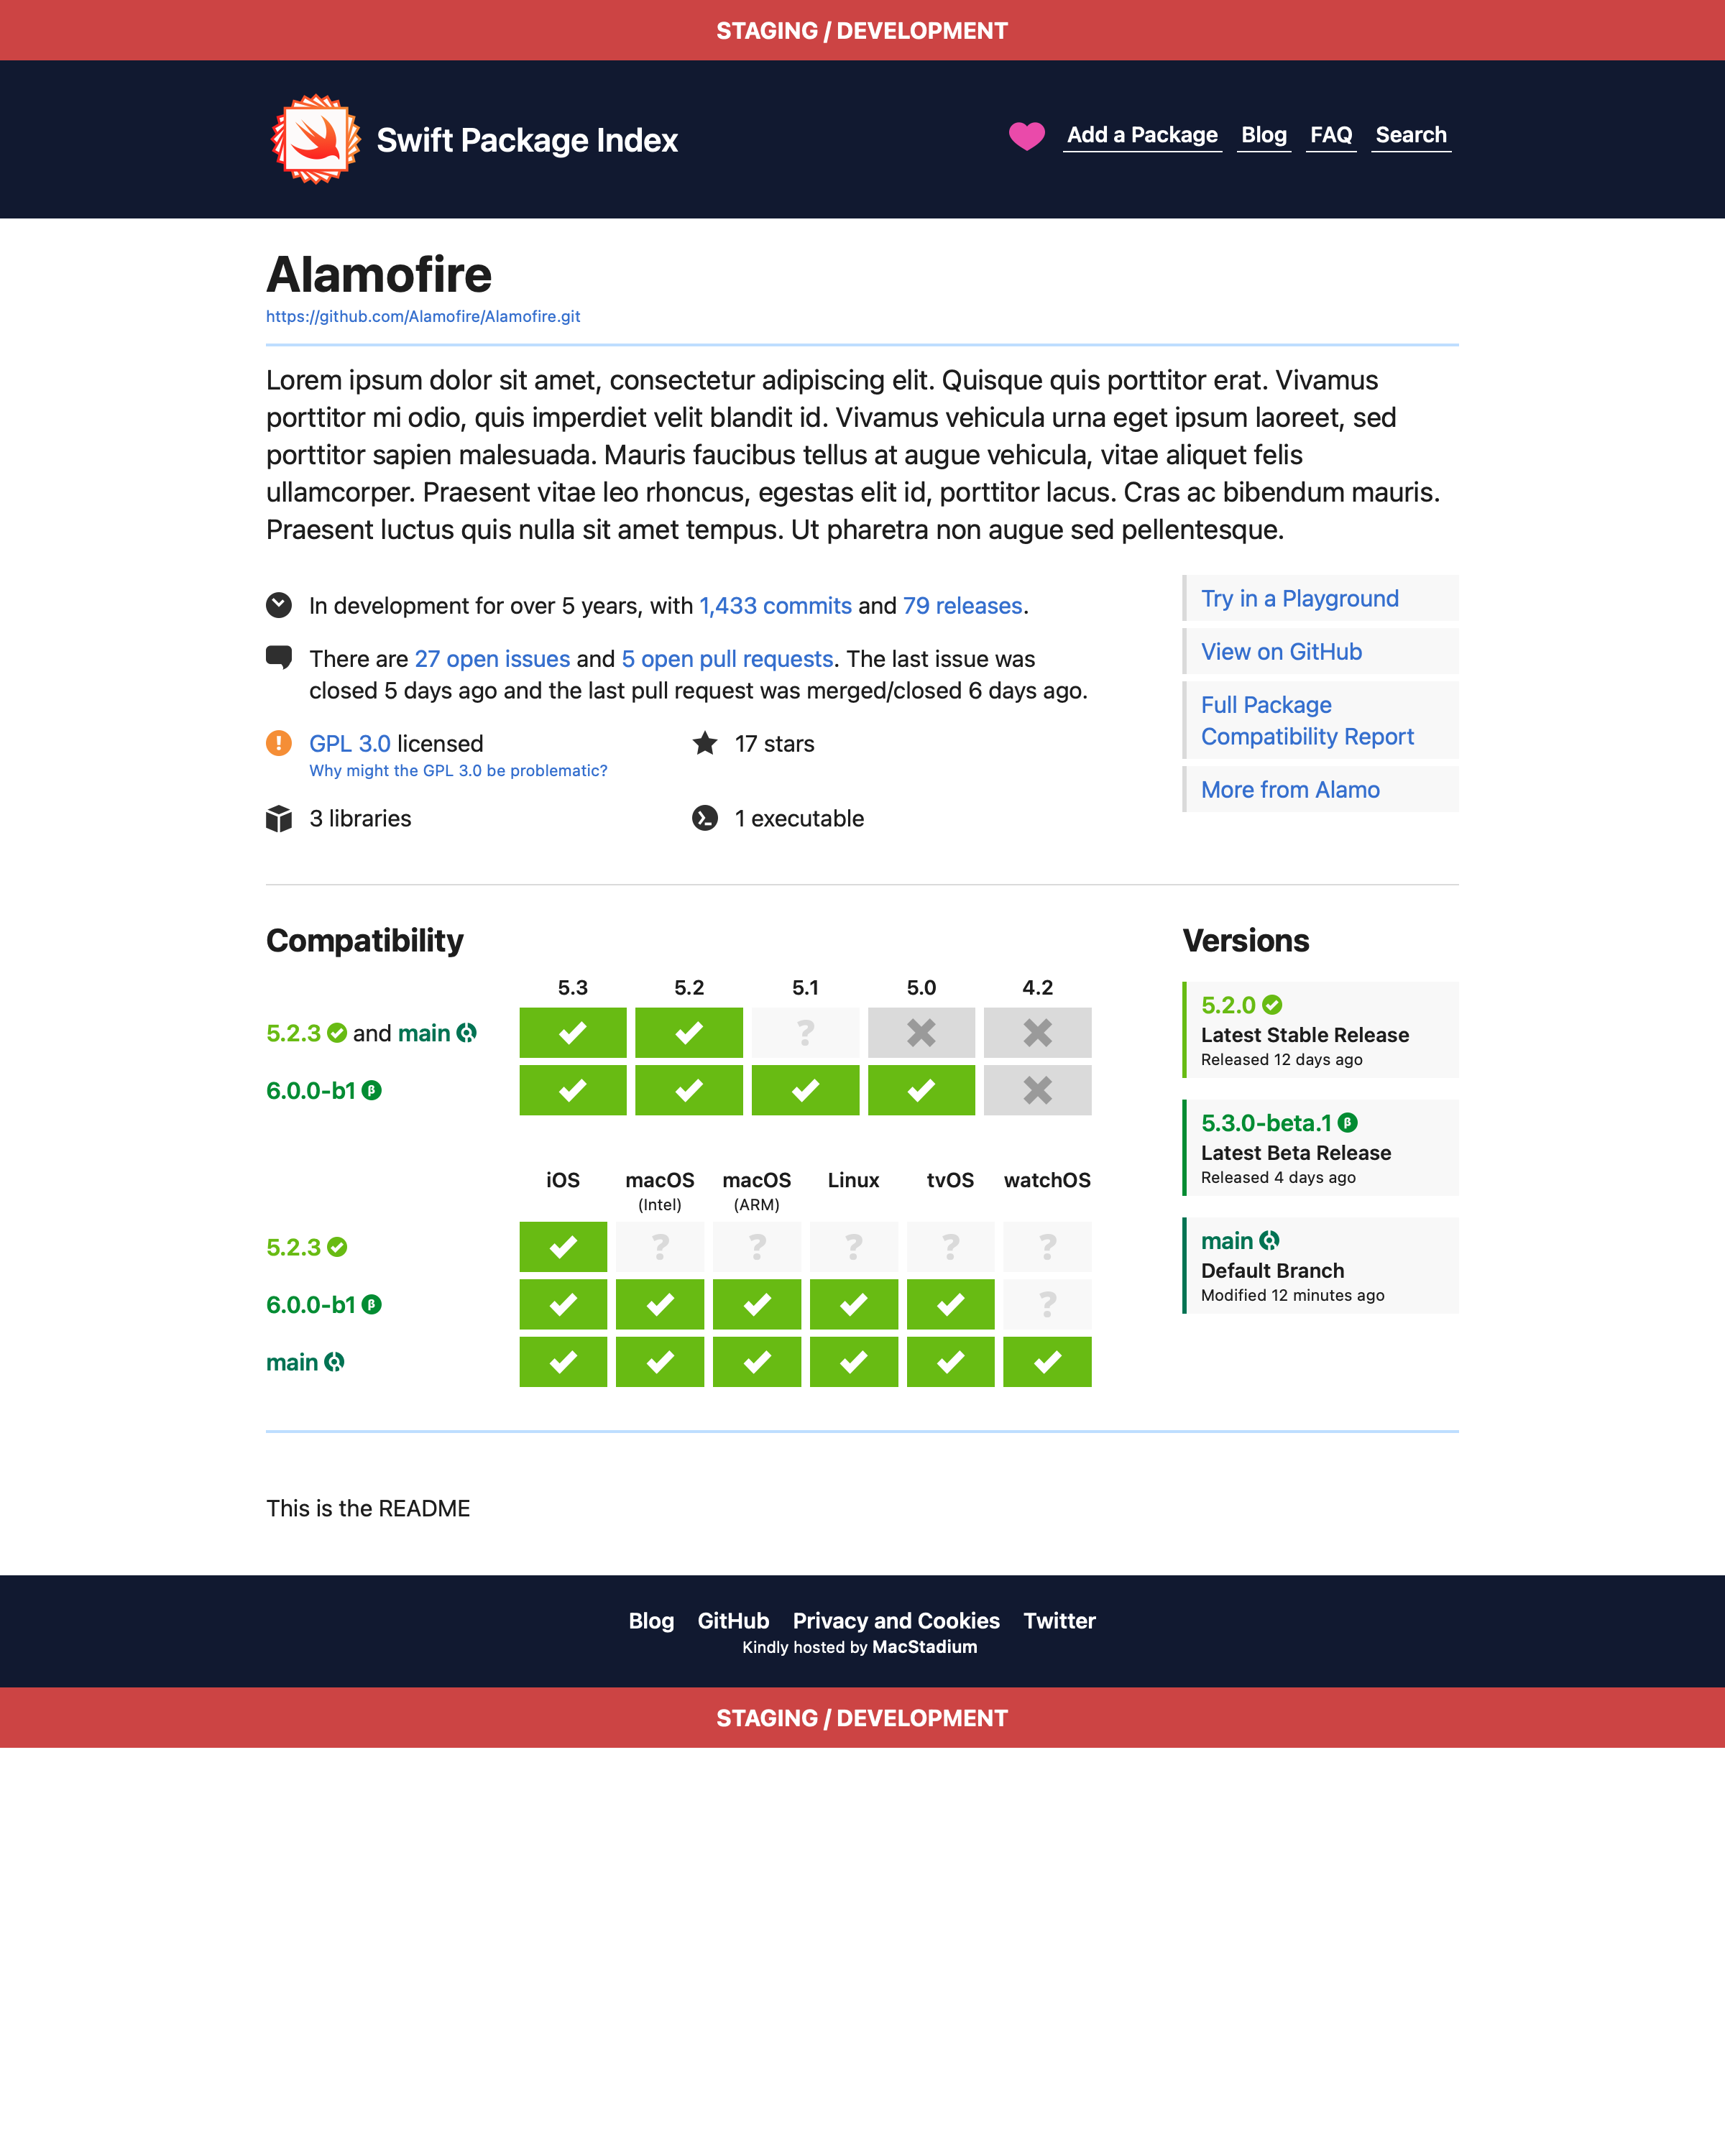 STAGING / DEVELOPMENT
Swift Package Index
Add a Package Blog FAQ Search
Alamofire
https://github.com/Alamofire/Alamofire.git
Lorem ipsum dolor sit amet, consectetur adipiscing elit. Quisque quis porttitor erat. Vivamus
porttitor mi odio, quis imperdiet velit blandit id. Vivamus vehicula urna eget ipsum laoreet, sed
porttitor sapien malesuada. Mauris faucibus tellus at augue vehicula, vitae aliquet felis
ullamcorper. Praesent vitae leo rhoncus, egestas elit id, porttitor lacus. Cras ac bibendum mauris.
Praesent luctus quis nulla sit amet tempus. Ut pharetra non augue sed pellentesque.
In development for over 5 years, with 1,433 commits and 79 releases.
There are 27 open issues and 5 open pull requests. The last issue was
closed 5 days ago and the last pull request was merged/closed 6 days ago.
GPL 3.0 licensed
Why might the GPL 3.0 be problematic?
17 stars
3 libraries
1 executable
Try in a Playground
View on GitHub
Full Package
Compatibility Report
More from Alamo
Compatibility
5.3 5.2 5.1 5.0 4.2
5.2.3 and main ?
6.0.0-b1 β
iOS macOS macOS Linux tvOS watchOS
(Intel) (ARM)
5.2.3 ? ? ? ? ?
6.0.0-b1 β ?
main
Versions
5.2.0
Latest Stable Release
Released 12 days ago
5.3.0-beta.1 β
Latest Beta Release
Released 4 days ago
main
Default Branch
Modified 12 minutes ago
This is the README
Blog GitHub Privacy and Cookies Twitter
Kindly hosted by MacStadium
STAGING / DEVELOPMENT